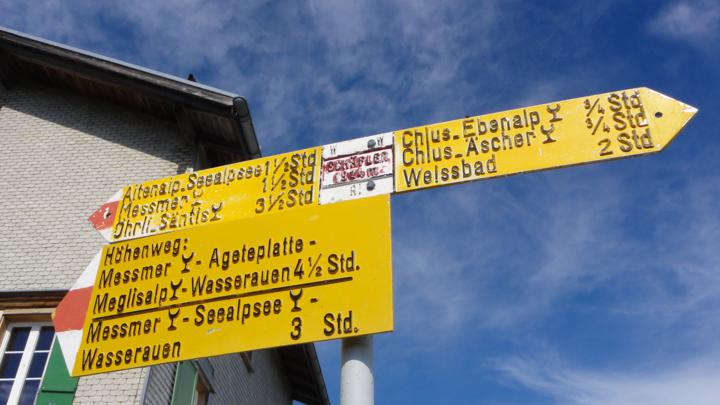 Altenalp-Seealpsee 1½ Std
Messmer 1½ Std
Öhrli-Säntis 3½ Std
SCHÄFLER
Chlus-Ebenalp ¾ Std
Chlus-Ascher ¾ Std
Weissbad 2 Std
Höhenweg:
Messmer - Ageteplatte -
Meglisalp - Wasserauen 4½ Std.
Messmer - Seealpsee -
Wasserauen 3 Std.